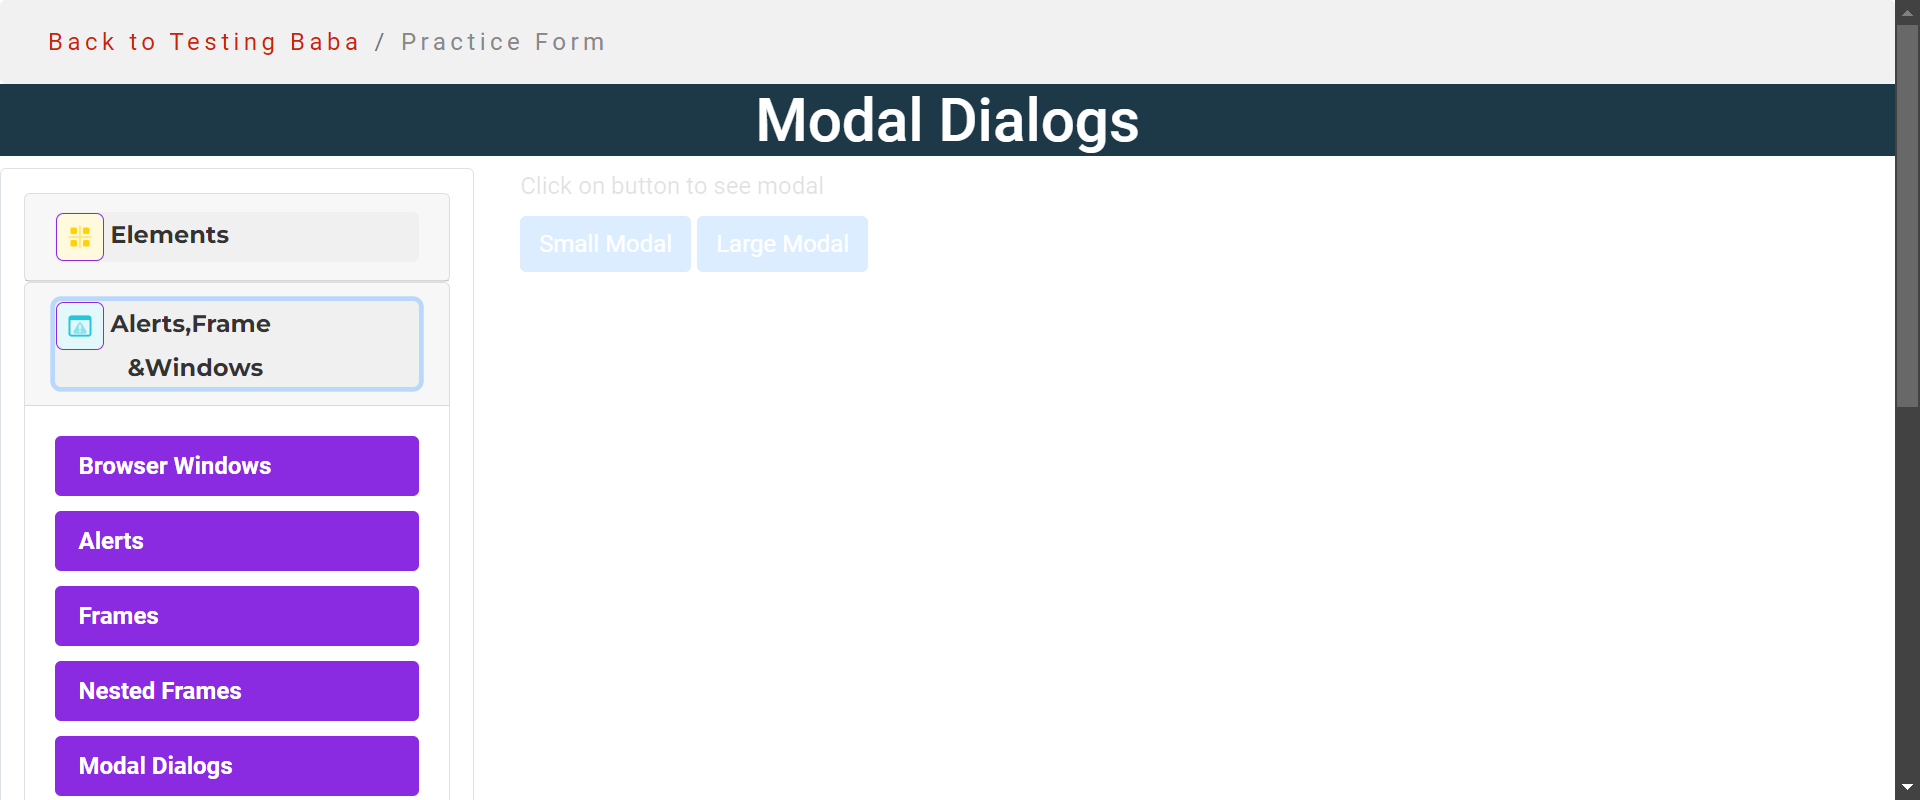 Back to Testing Baba / Practice Form
Modal Dialogs
Elements
Alerts,Frame
&Windows
Browser Windows
Alerts
Frames
Nested Frames
Modal Dialogs
Click on button to see modal
Small Modal Large Modal